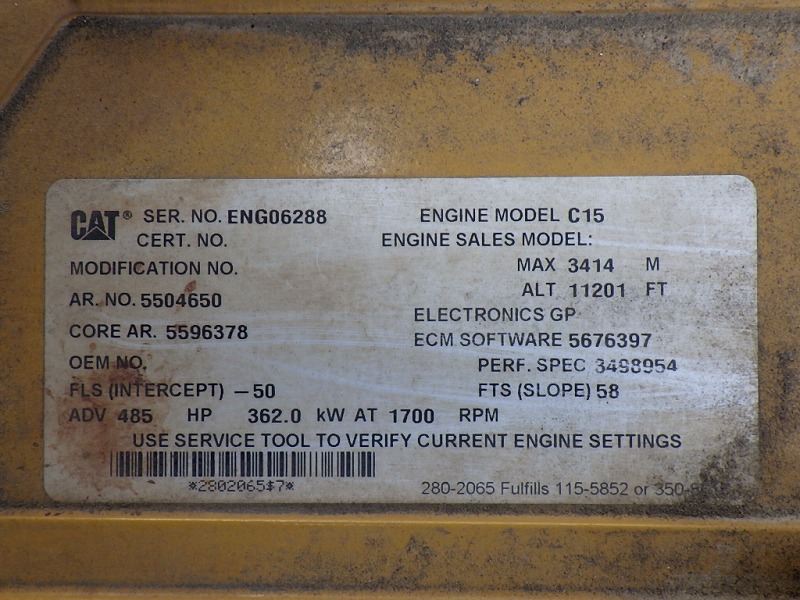 CAT® SER. NO. ENG06288 ENGINE MODEL C15
CERT. NO. ENGINE SALES MODEL:
MODIFICATION NO. MAX 3414 M
ALT 11201 FT
AR. NO. 5504650
ELECTRONICS GP
CORE AR. 5596378 ECM SOFTWARE 5676397
OEM NO. PERF. SPEC 3498954
FLS (INTERCEPT) -50 FTS (SLOPE) 58
ADV 485 HP 362.0 kW AT 1700 RPM
USE SERVICE TOOL TO VERIFY CURRENT ENGINE SETTINGS
*2802065$7* 280-2065 Fulfills 115-5852 or